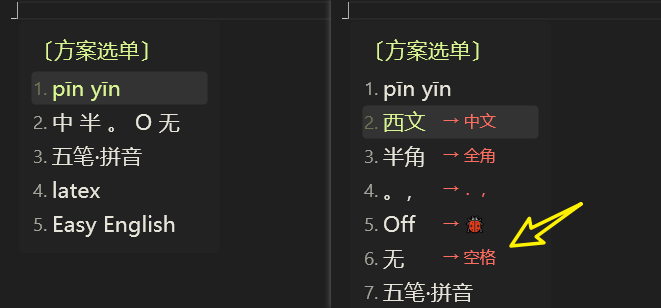 〔方案选单〕
1. pīn yīn
2. 中 半 。 O 无
3. 五笔·拼音
4. latex
5. Easy English
〔方案选单〕
1. pīn yīn
2. 西文 → 中文
3. 半角 → 全角
4. 。, → . ,
5. Off → 🐞
6. 无 → 空格
7. 五笔·拼音